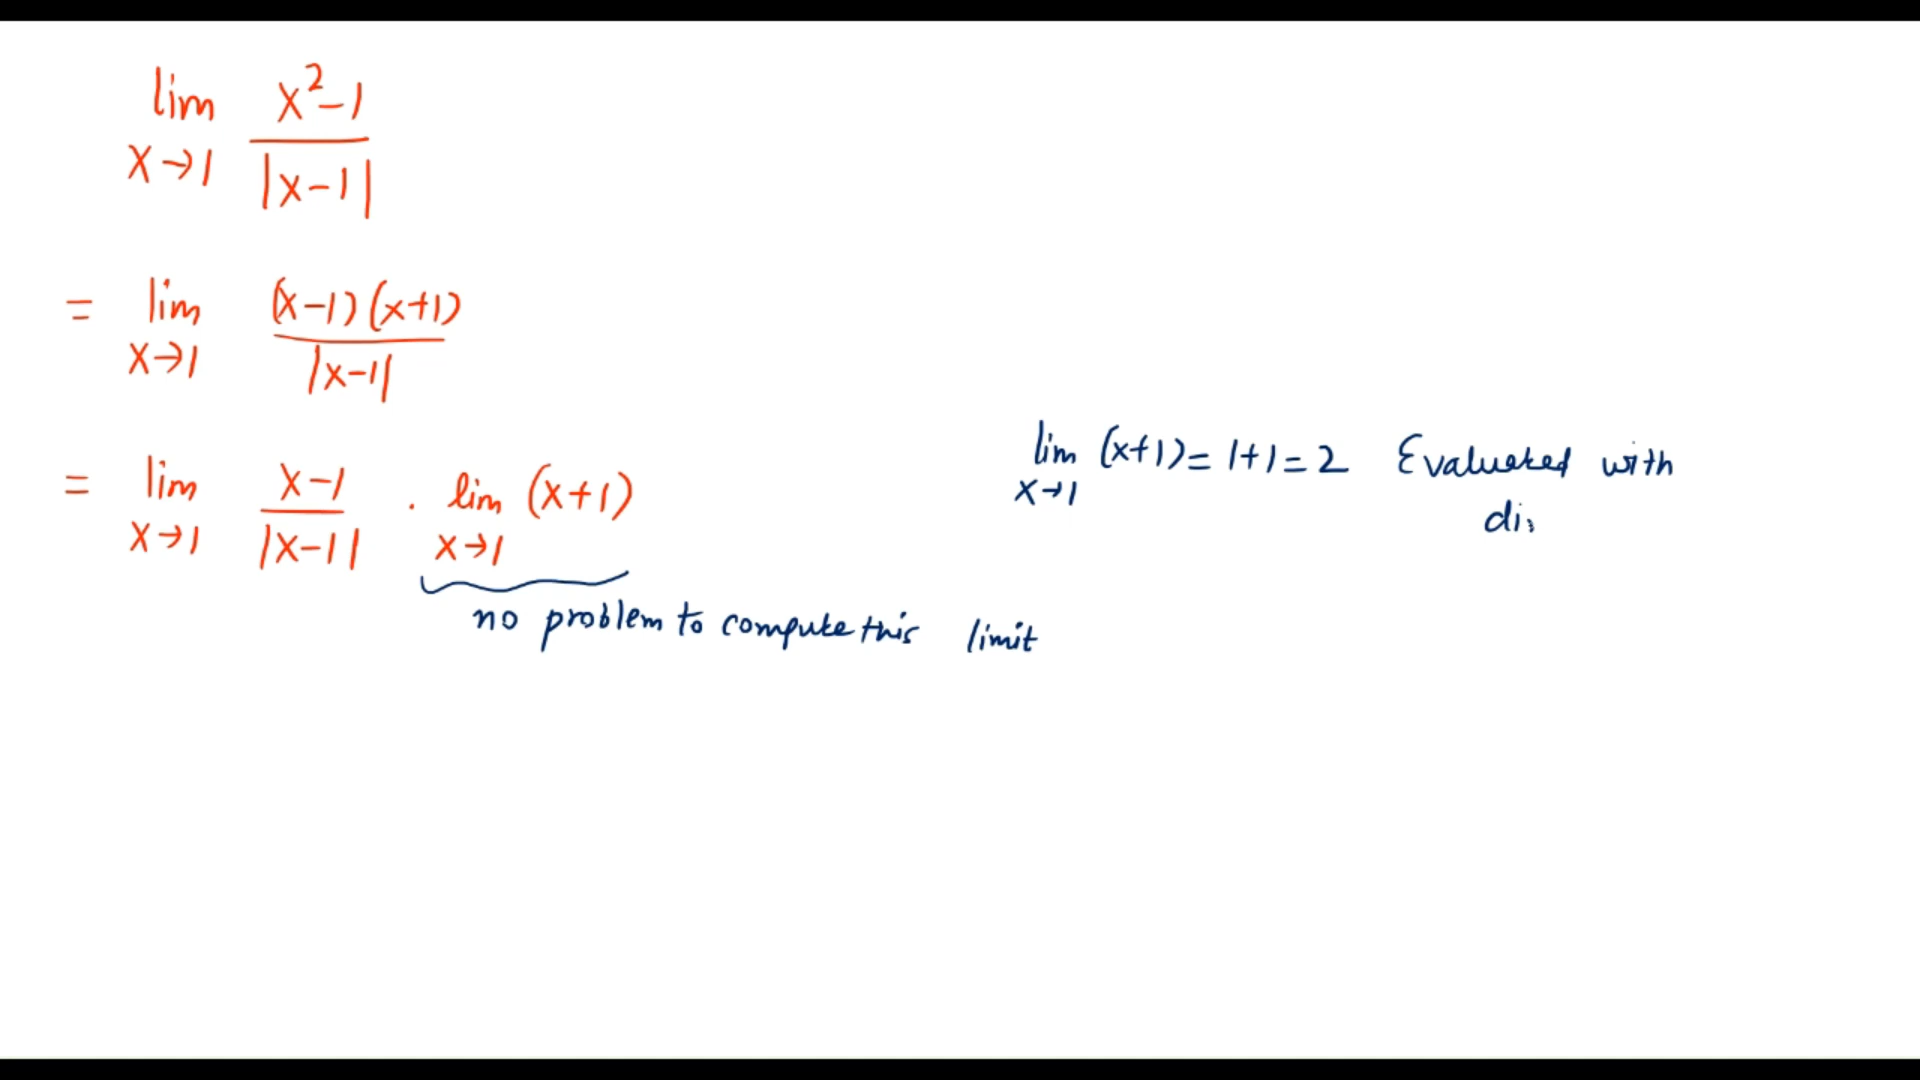 lim x→1 (x²-1)/|x-1|
= lim x→1 (x-1)(x+1)/|x-1|
= lim x→1 (x-1)/|x-1| · lim x→1 (x+1)
no problem to compute this limit
lim x→1 (x+1) = 1+1 = 2 Evaluated with
di